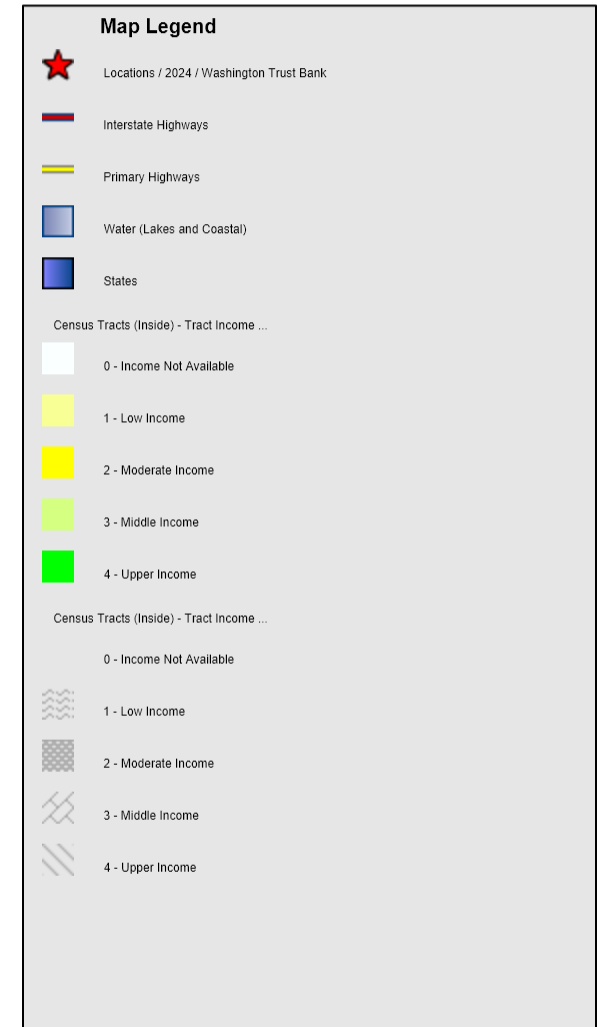 Map Legend
Locations / 2024 / Washington Trust Bank
Interstate Highways
Primary Highways
Water (Lakes and Coastal)
States
Census Tracts (Inside) - Tract Income ...
0 - Income Not Available
1 - Low Income
2 - Moderate Income
3 - Middle Income
4 - Upper Income
Census Tracts (Inside) - Tract Income ...
0 - Income Not Available
1 - Low Income
2 - Moderate Income
3 - Middle Income
4 - Upper Income